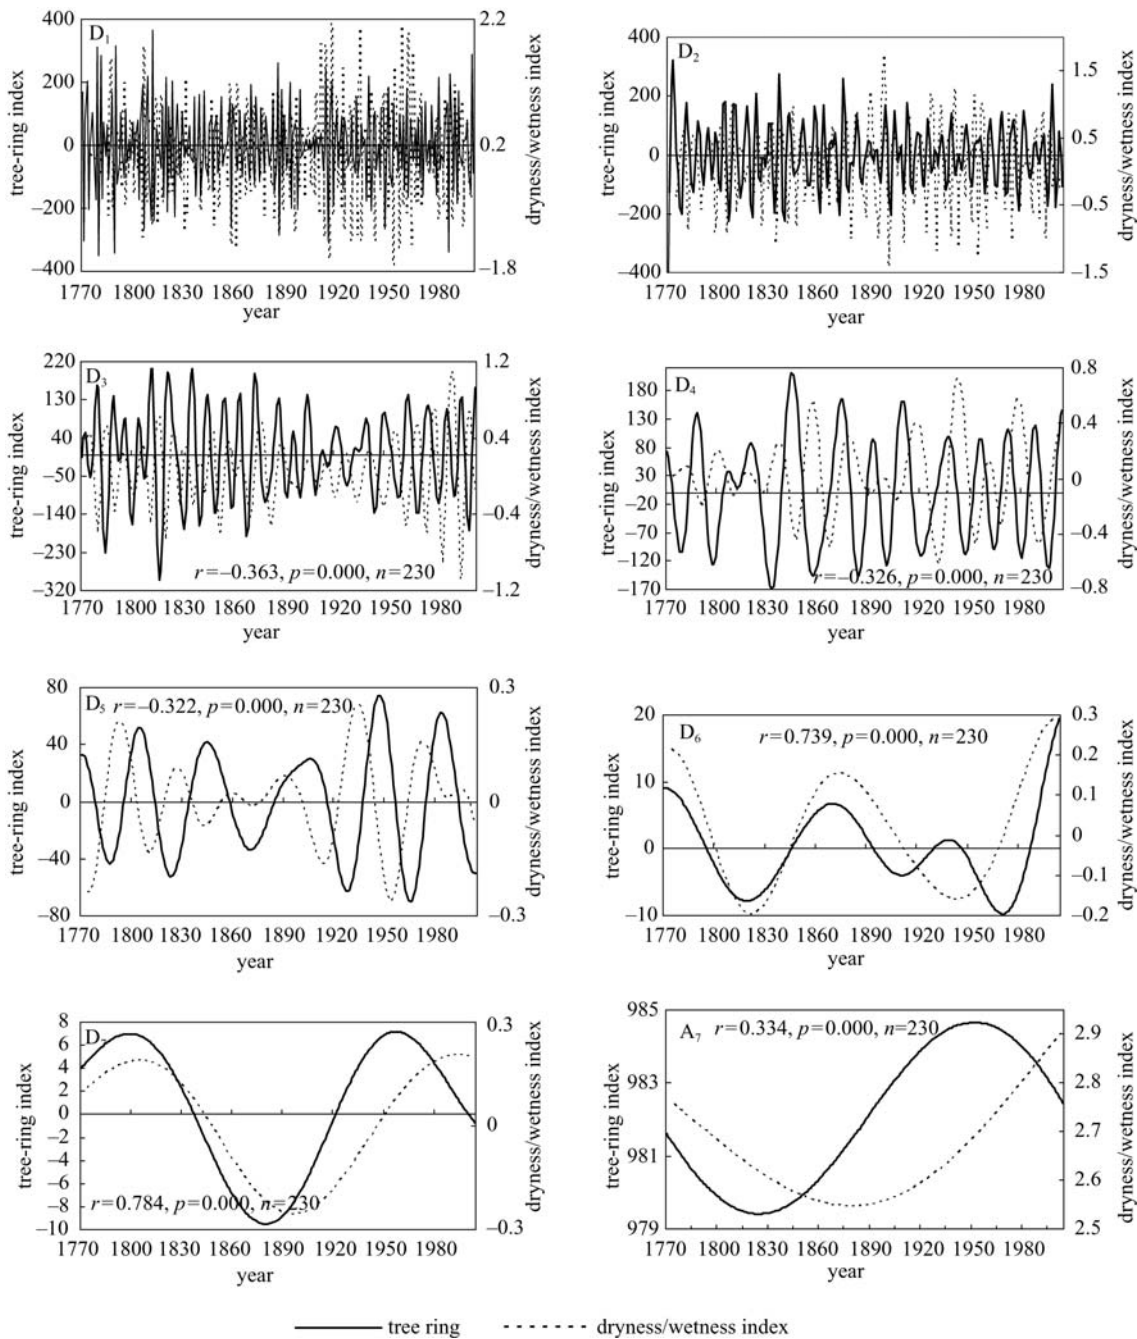 D1
400
200
0
−200
−400
2.2
0.2
−1.8
tree-ring index
dryness/wetness index
1770 1800 1830 1860 1890 1920 1950 1980
year
D2
400
200
0
−200
−400
1.5
0.5
−0.5
−1.5
tree-ring index
dryness/wetness index
1770 1800 1830 1860 1890 1920 1950 1980
year
D3
220
130
40
−50
−140
−230
−320
1.2
0.4
−0.4
−1.2
tree-ring index
dryness/wetness index
r=−0.363, p=0.000, n=230
1770 1800 1830 1860 1890 1920 1950 1980
year
D4
180
130
80
30
−20
−70
−120
−170
0.8
0.4
0
−0.4
−0.8
tree-ring index
dryness/wetness index
r=−0.326, p=0.000, n=230
1770 1800 1830 1860 1890 1920 1950 1980
year
D5 r=−0.322, p=0.000, n=230
80
40
0
−40
−80
0.3
0
−0.3
tree-ring index
dryness/wetness index
1770 1800 1830 1860 1890 1920 1950 1980
year
D6
r=0.739, p=0.000, n=230
20
10
0
−10
0.3
0.2
0.1
0
−0.1
−0.2
tree-ring index
dryness/wetness index
1770 1800 1830 1860 1890 1920 1950 1980
year
D
8
6
4
2
0
−2
−4
−6
−8
−10
0.3
0
−0.3
tree-ring index
dryness/wetness index
r=0.784, p=0.000, n=230
1770 1800 1830 1860 1890 1920 1950 1980
year
A7 r=0.334, p=0.000, n=230
985
983
981
979
2.9
2.8
2.7
2.6
2.5
tree-ring index
dryness/wetness index
1770 1800 1830 1860 1890 1920 1950 1980
year
tree ring dryness/wetness index